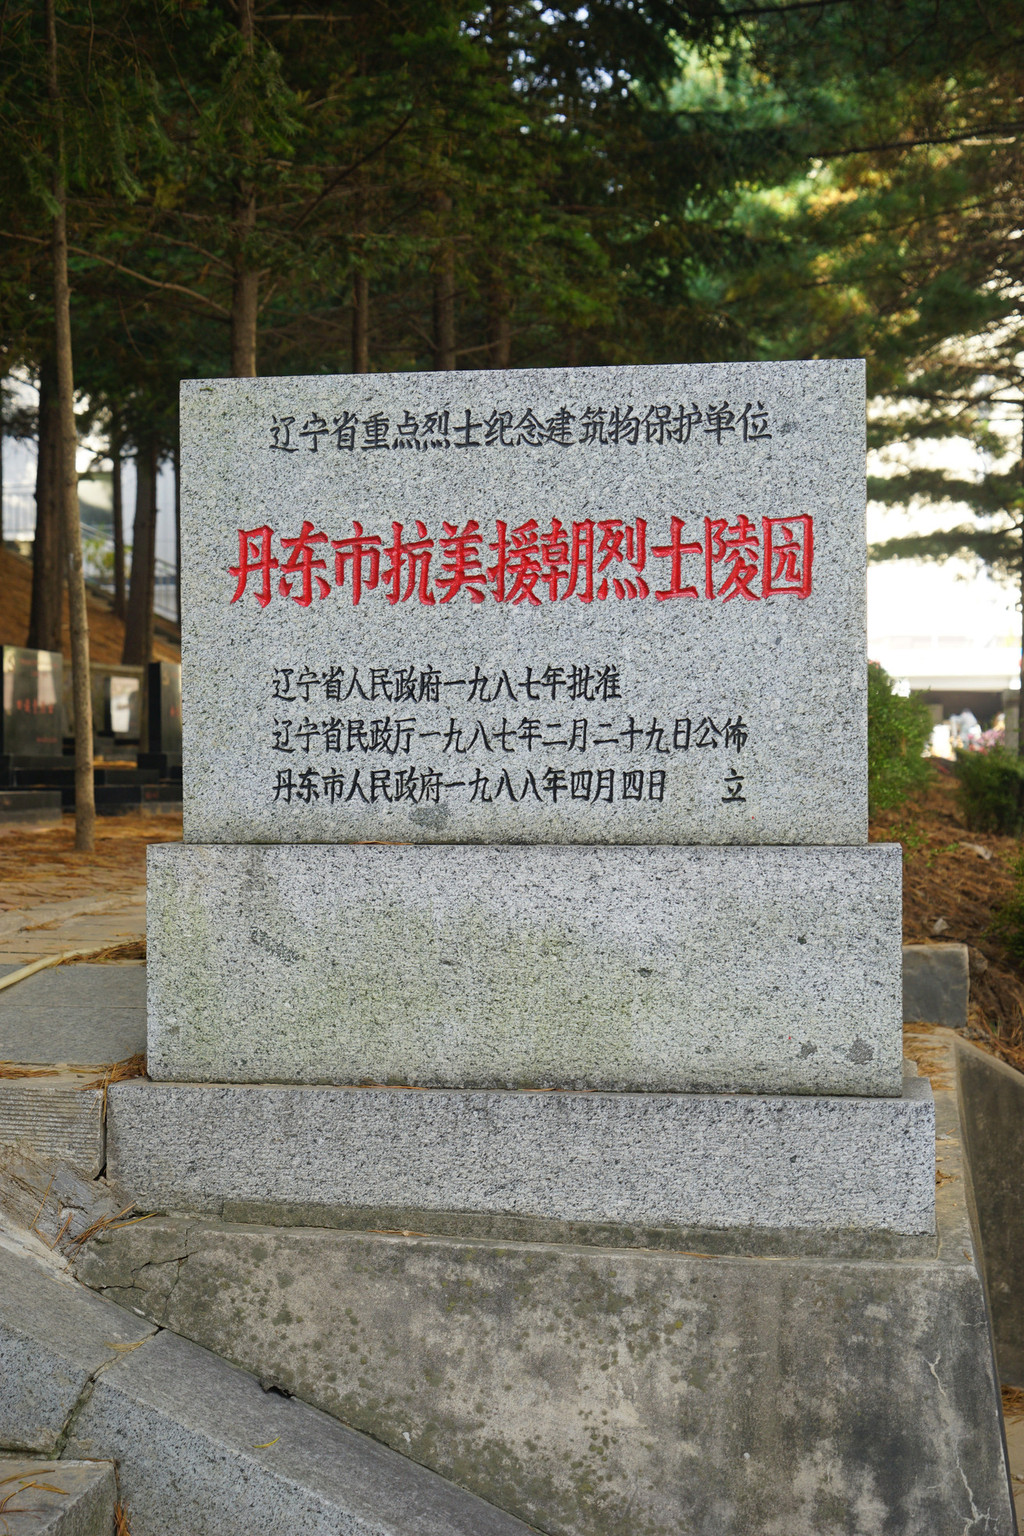 辽宁省重点烈士纪念建筑物保护单位
丹东市抗美援朝烈士陵园
辽宁省人民政府一九八七年批准
辽宁省民政厅一九八七年二月二十九日公佈
丹东市人民政府一九八八年四月四日 立